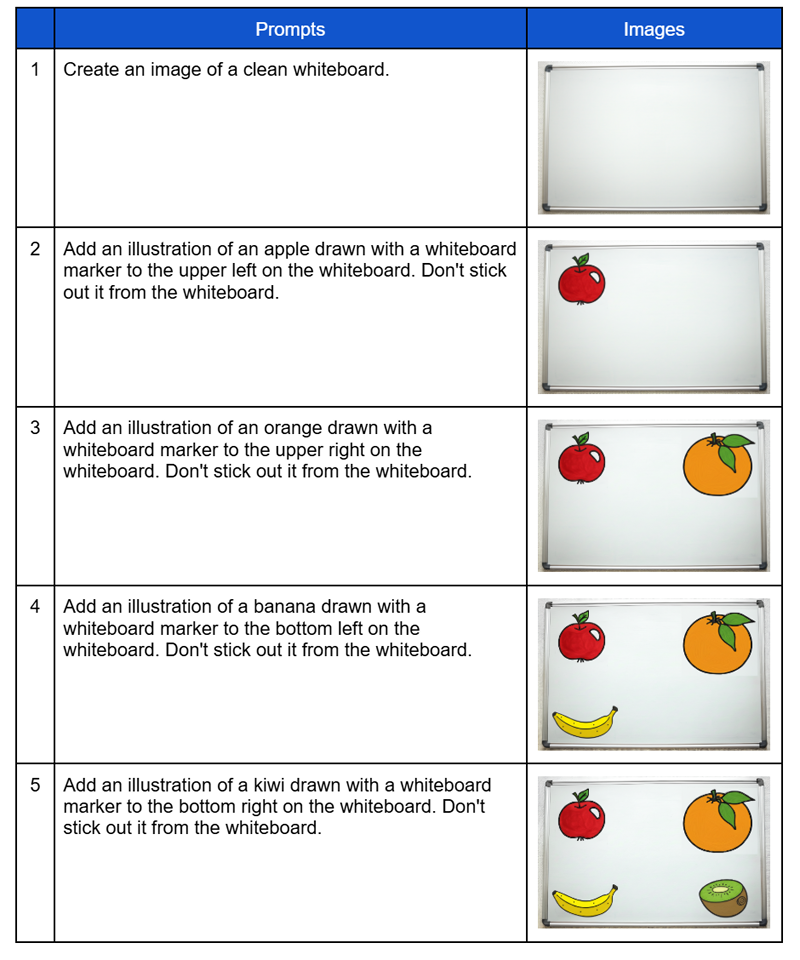 Prompts Images
1 Create an image of a clean whiteboard.
2 Add an illustration of an apple drawn with a whiteboard
marker to the upper left on the whiteboard. Don't stick
out it from the whiteboard.
3 Add an illustration of an orange drawn with a
whiteboard marker to the upper right on the
whiteboard. Don't stick out it from the whiteboard.
4 Add an illustration of a banana drawn with a
whiteboard marker to the bottom left on the
whiteboard. Don't stick out it from the whiteboard.
5 Add an illustration of a kiwi drawn with a whiteboard
marker to the bottom right on the whiteboard. Don't
stick out it from the whiteboard.